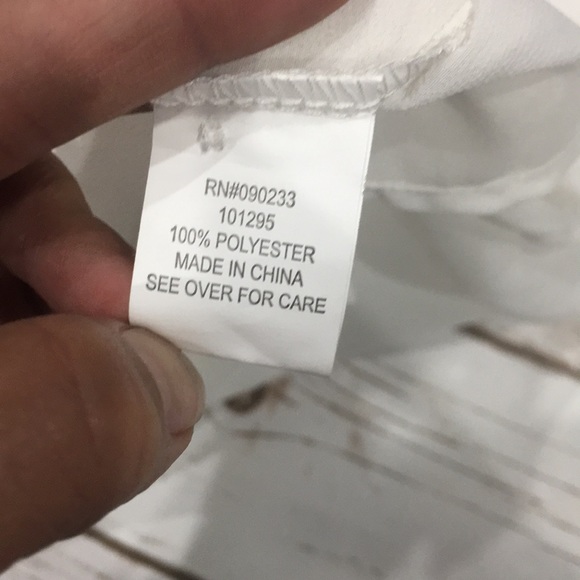 RN#090233
101295
100% POLYESTER
MADE IN CHINA
SEE OVER FOR CARE